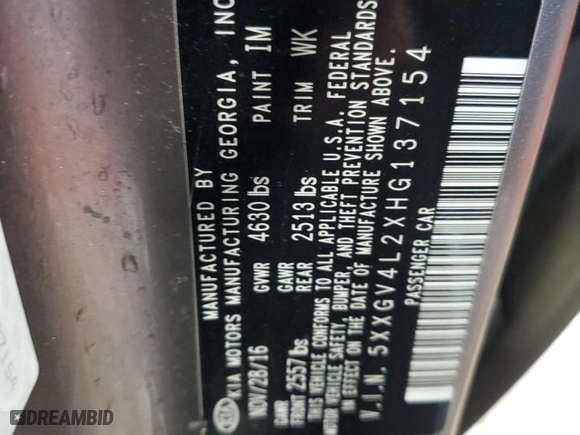 KIA
MANUFACTURED BY
KIA MOTORS MANUFACTURING GEORGIA, INC
NOV/28/16 GVWR 4630 lbs PAINT IM
GAWR FRONT 2557 lbs GAWR REAR 2513 lbs TRIM WK
THIS VEHICLE CONFORMS TO ALL APPLICABLE U.S.A. FEDERAL
MOTOR VEHICLE SAFETY, BUMPER, AND THEFT PREVENTION STANDARDS
IN EFFECT ON THE DATE OF MANUFACTURE SHOWN ABOVE.
V.I.N. 5XXGV4L2XHG137154
PASSENGER CAR
37154
DREAMBID